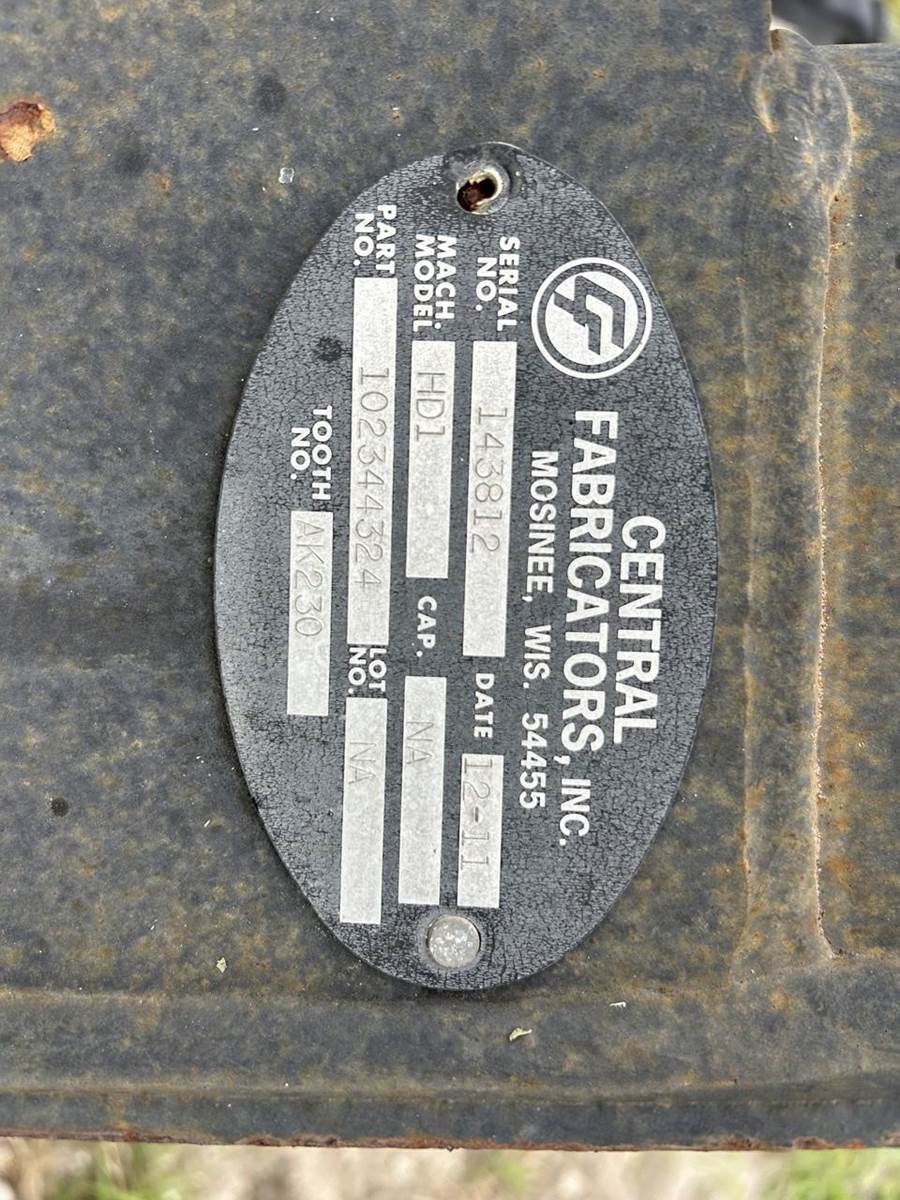 CENTRAL
FABRICATORS, INC.
MOSINEE, WIS. 54455
SERIAL NO. 143812 DATE 12-11
MACH. MODEL HD1 CAP. NA
PART NO. 102344324 LOT NO. NA
TOOTH NO. AK230